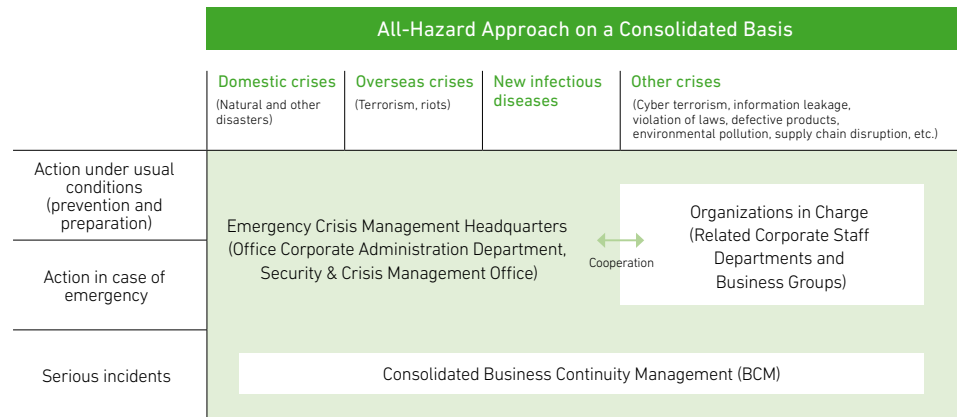 All-Hazard Approach on a Consolidated Basis
Domestic crises
(Natural and other
disasters)
Overseas crises
(Terrorism, riots)
New infectious
diseases
Other crises
(Cyber terrorism, information leakage,
violation of laws, defective products,
environmental pollution, supply chain disruption, etc.)
Action under usual
conditions
(prevention and
preparation)
Emergency Crisis Management Headquarters
(Office Corporate Administration Department,
Security & Crisis Management Office)
Cooperation
Organizations in Charge
(Related Corporate Staff
Departments and
Business Groups)
Action in case of
emergency
Serious incidents
Consolidated Business Continuity Management (BCM)